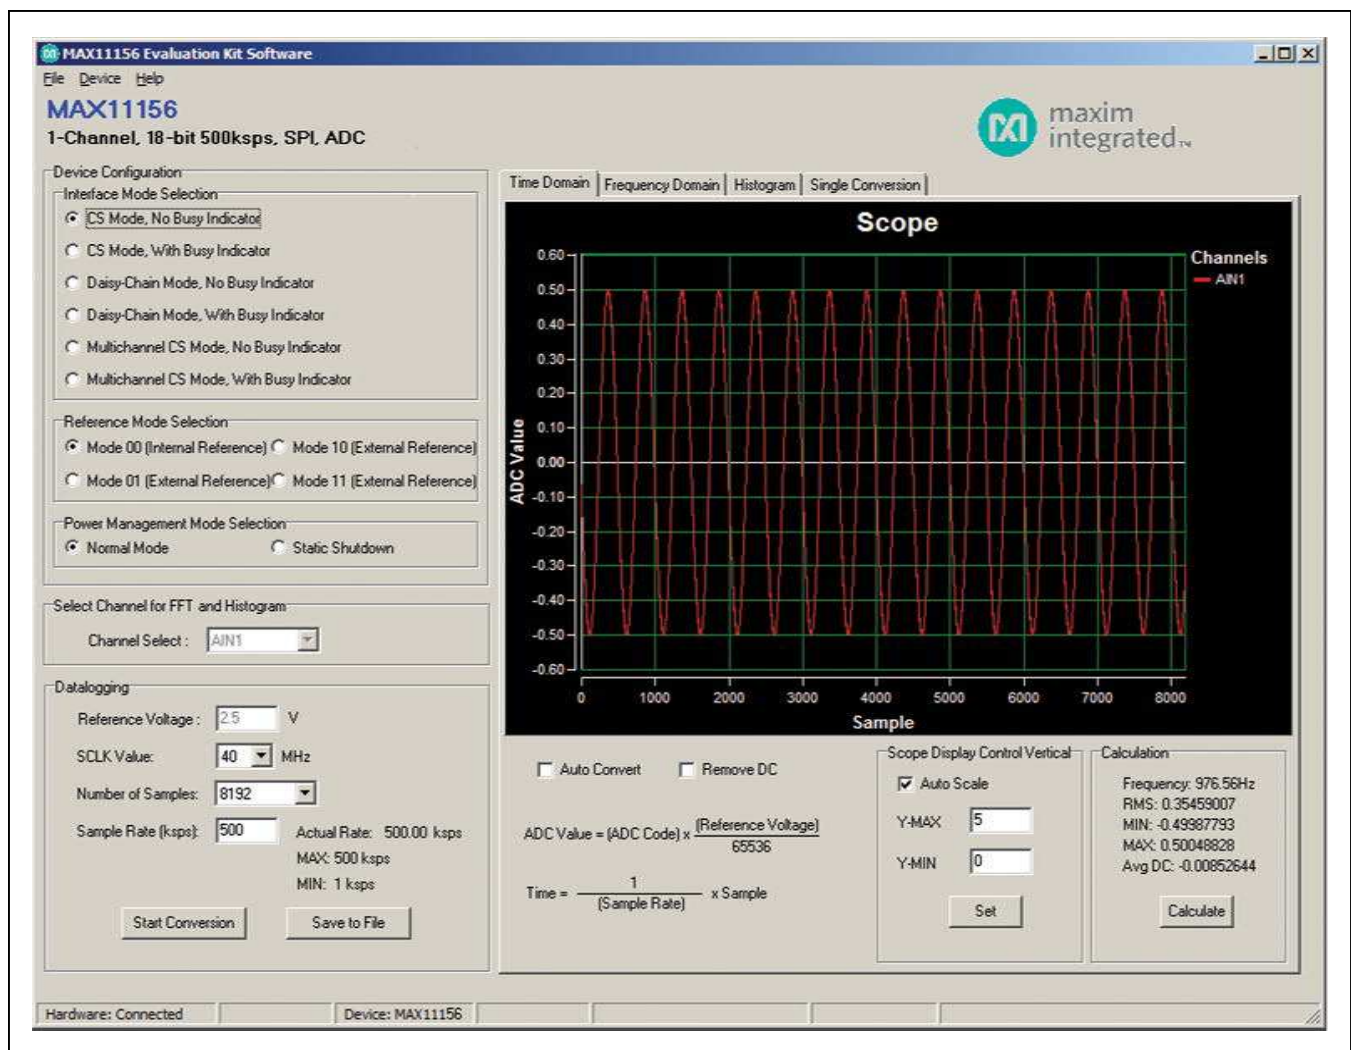 MAX11156 Evaluation Kit Software
File Device Help
MAX11156
1-Channel, 18-bit 500ksps, SPI, ADC
maxim
integrated™
Device Configuration
Interface Mode Selection
CS Mode, No Busy Indicator
CS Mode, With Busy Indicator
Daisy-Chain Mode, No Busy Indicator
Daisy-Chain Mode, With Busy Indicator
Multichannel CS Mode, No Busy Indicator
Multichannel CS Mode, With Busy Indicator
Reference Mode Selection
Mode 00 (Internal Reference) Mode 10 (External Reference)
Mode 01 (External Reference) Mode 11 (External Reference)
Power Management Mode Selection
Normal Mode Static Shutdown
Select Channel for FFT and Histogram
Channel Select : AIN1
Datalogging
Reference Voltage : 2.5 V
SCLK Value: 40 MHz
Number of Samples: 8192
Sample Rate (ksps): 500 Actual Rate: 500.00 ksps
MAX: 500 ksps
MIN: 1 ksps
Start Conversion Save to File
Time Domain Frequency Domain Histogram Single Conversion
Scope
Channels
AIN1
ADC Value
0.60
0.50
0.40
0.30
0.20
0.10
0.00
-0.10
-0.20
-0.30
-0.40
-0.50
-0.60
0 1000 2000 3000 4000 5000 6000 7000 8000
Sample
Auto Convert Remove DC
ADC Value = (ADC Code) x (Reference Voltage)
65536
Time = 1 x Sample
(Sample Rate)
Scope Display Control Vertical
Auto Scale
Y-MAX 5
Y-MIN 0
Set
Calculation
Frequency: 976.56Hz
RMS: 0.35459007
MIN: -0.49987793
MAX: 0.50048828
Avg DC: -0.00852644
Calculate
Hardware: Connected Device: MAX11156